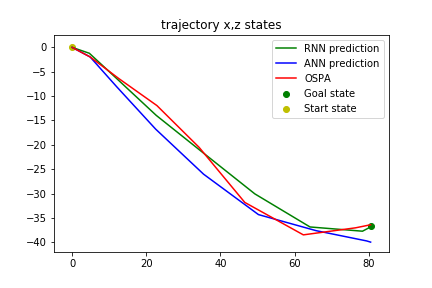 trajectory x,z states
RNN prediction
ANN prediction
OSPA
Goal state
Start state
0
−5
−10
−15
−20
−25
−30
−35
−40
0 20 40 60 80